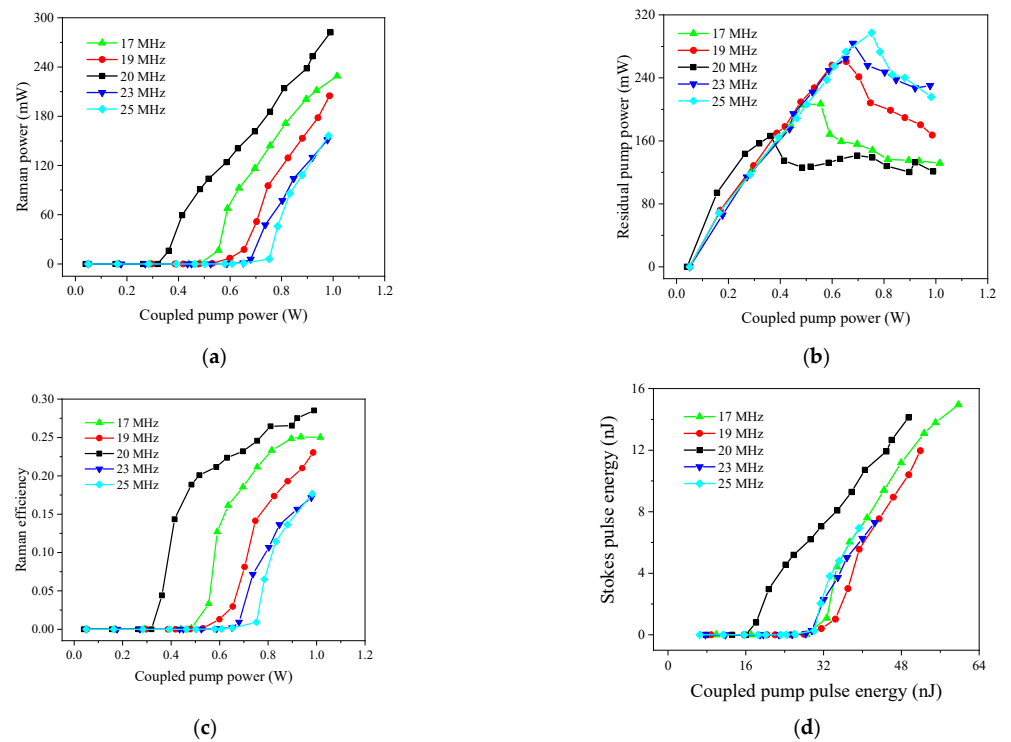 300
240
180
120
60
0
Raman power (mW)
17 MHz
19 MHz
20 MHz
23 MHz
25 MHz
0.0 0.2 0.4 0.6 0.8 1.0 1.2
Coupled pump power (W)
(a)
320
240
160
80
0
Residual pump power (mW)
17 MHz
19 MHz
20 MHz
23 MHz
25 MHz
0.0 0.2 0.4 0.6 0.8 1.0 1.2
Coupled pump power (W)
(b)
0.30
0.25
0.20
0.15
0.10
0.05
0.00
Raman efficiency
17 MHz
19 MHz
20 MHz
23 MHz
25 MHz
0.0 0.2 0.4 0.6 0.8 1.0 1.2
Coupled pump power (W)
(c)
16
12
8
4
0
Stokes pulse energy (nJ)
17 MHz
19 MHz
20 MHz
23 MHz
25 MHz
0 16 32 48 64
Coupled pump pulse energy (nJ)
(d)